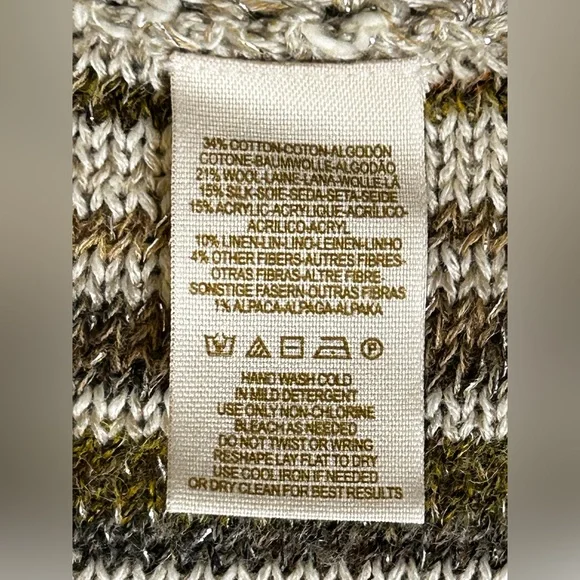 34% COTTON-COTON-ALGODÓN
COTONE-BAUMWOLLE-ALGODÃO
21% WOOL-LAINE-LANA-WOLLE-LÃ
15% SILK-SOIE-SEDA-SETA-SEIDE
15% ACRYLIC-ACRYLIQUE-ACRILICO-
ACRILICO-ACRYL
10% LINEN-LIN-LINO-LEINEN-LINHO
4% OTHER FIBERS-AUTRES FIBRES-
OTRAS FIBRAS-ALTRE FIBRE
SONSTIGE FASERN-OUTRAS FIBRAS
1% ALPACA-ALPAGA-ALPAKA
P
HAND WASH COLD
IN MILD DETERGENT
USE ONLY NON-CHLORINE
BLEACH AS NEEDED
DO NOT TWIST OR WRING
RESHAPE,LAY FLAT TO DRY
USE COOL IRON IF NEEDED
OR DRY CLEAN FOR BEST RESULTS